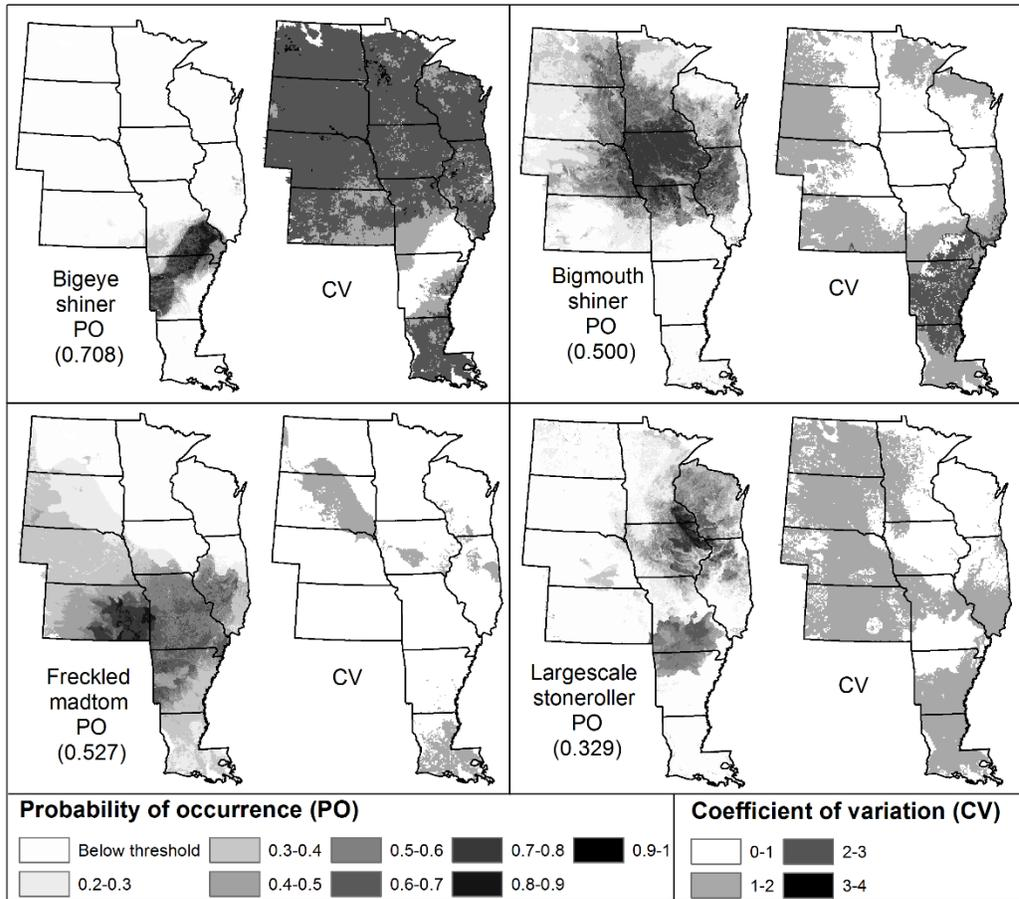 Bigeye
shiner
PO
(0.708)
CV
Bigmouth
shiner
PO
(0.500)
CV
Freckled
madtom
PO
(0.527)
CV
Largescale
stoneroller
PO
(0.329)
CV
Probability of occurrence (PO)
Below threshold
0.3-0.4
0.5-0.6
0.7-0.8
0.9-1
0.2-0.3
0.4-0.5
0.6-0.7
0.8-0.9
Coefficient of variation (CV)
0-1
2-3
1-2
3-4